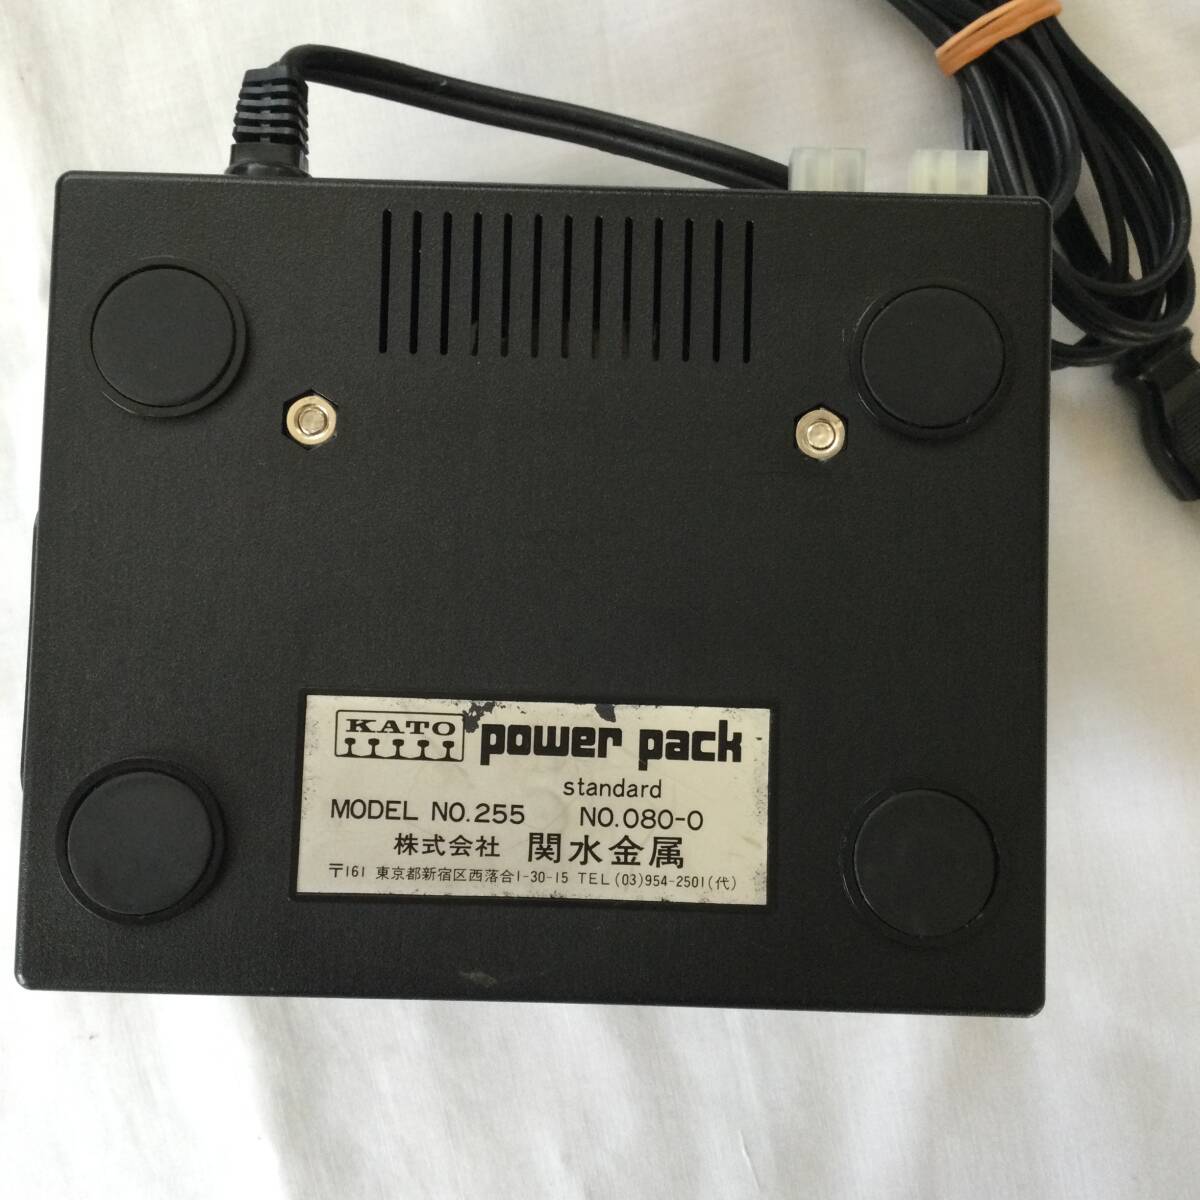 KATO power pack
standard
MODEL NO.255 NO.080-0
株式会社 関水金属
〒161 東京都新宿区西落合1-30-15 TEL(03)954-2501(代)